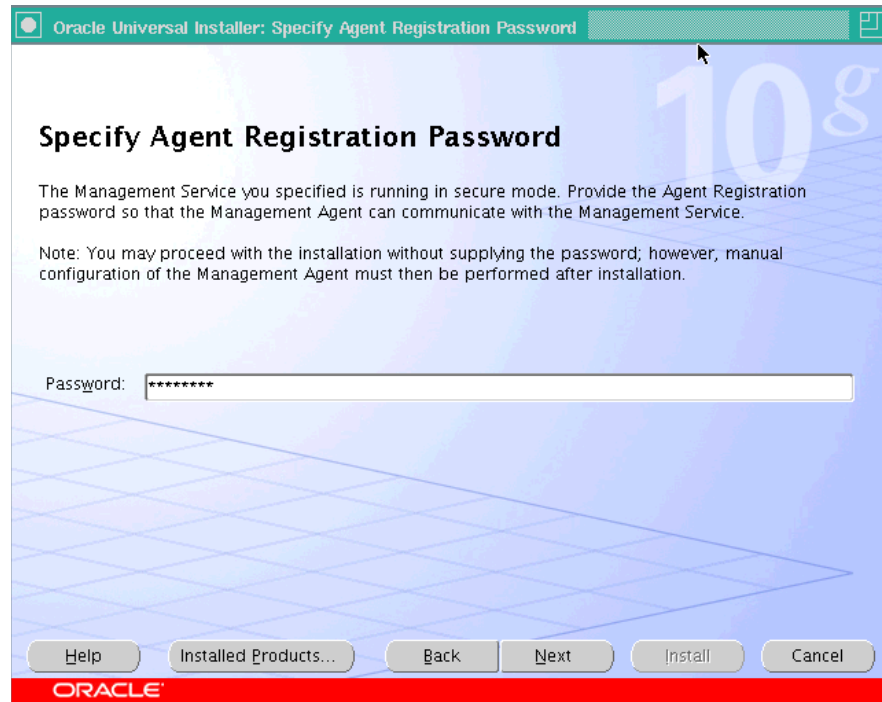 Oracle Universal Installer: Specify Agent Registration Password
10g
Specify Agent Registration Password
The Management Service you specified is running in secure mode. Provide the Agent Registration
password so that the Management Agent can communicate with the Management Service.
Note: You may proceed with the installation without supplying the password; however, manual
configuration of the Management Agent must then be performed after installation.
Password: ********
Help Installed Products... Back Next Install Cancel
ORACLE